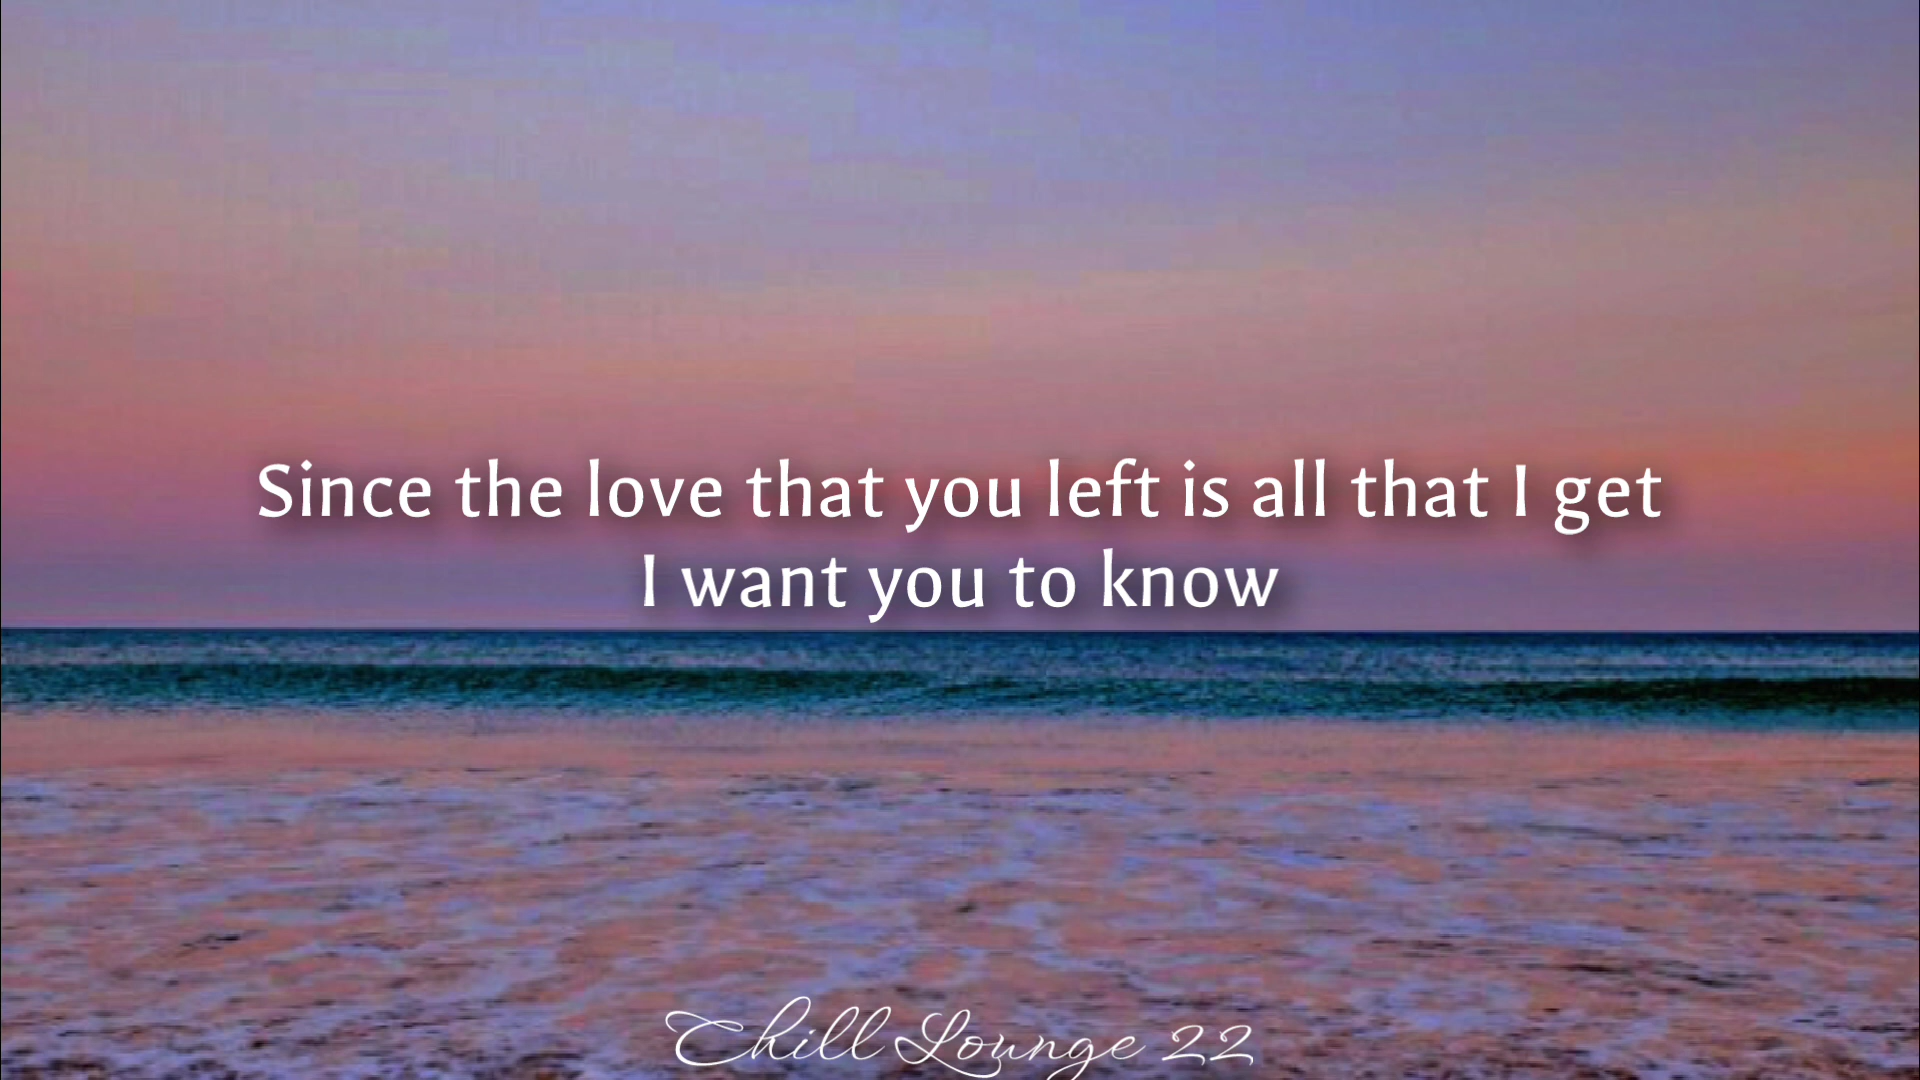 Since the love that you left is all that I get
I want you to know
Chill Lounge 22